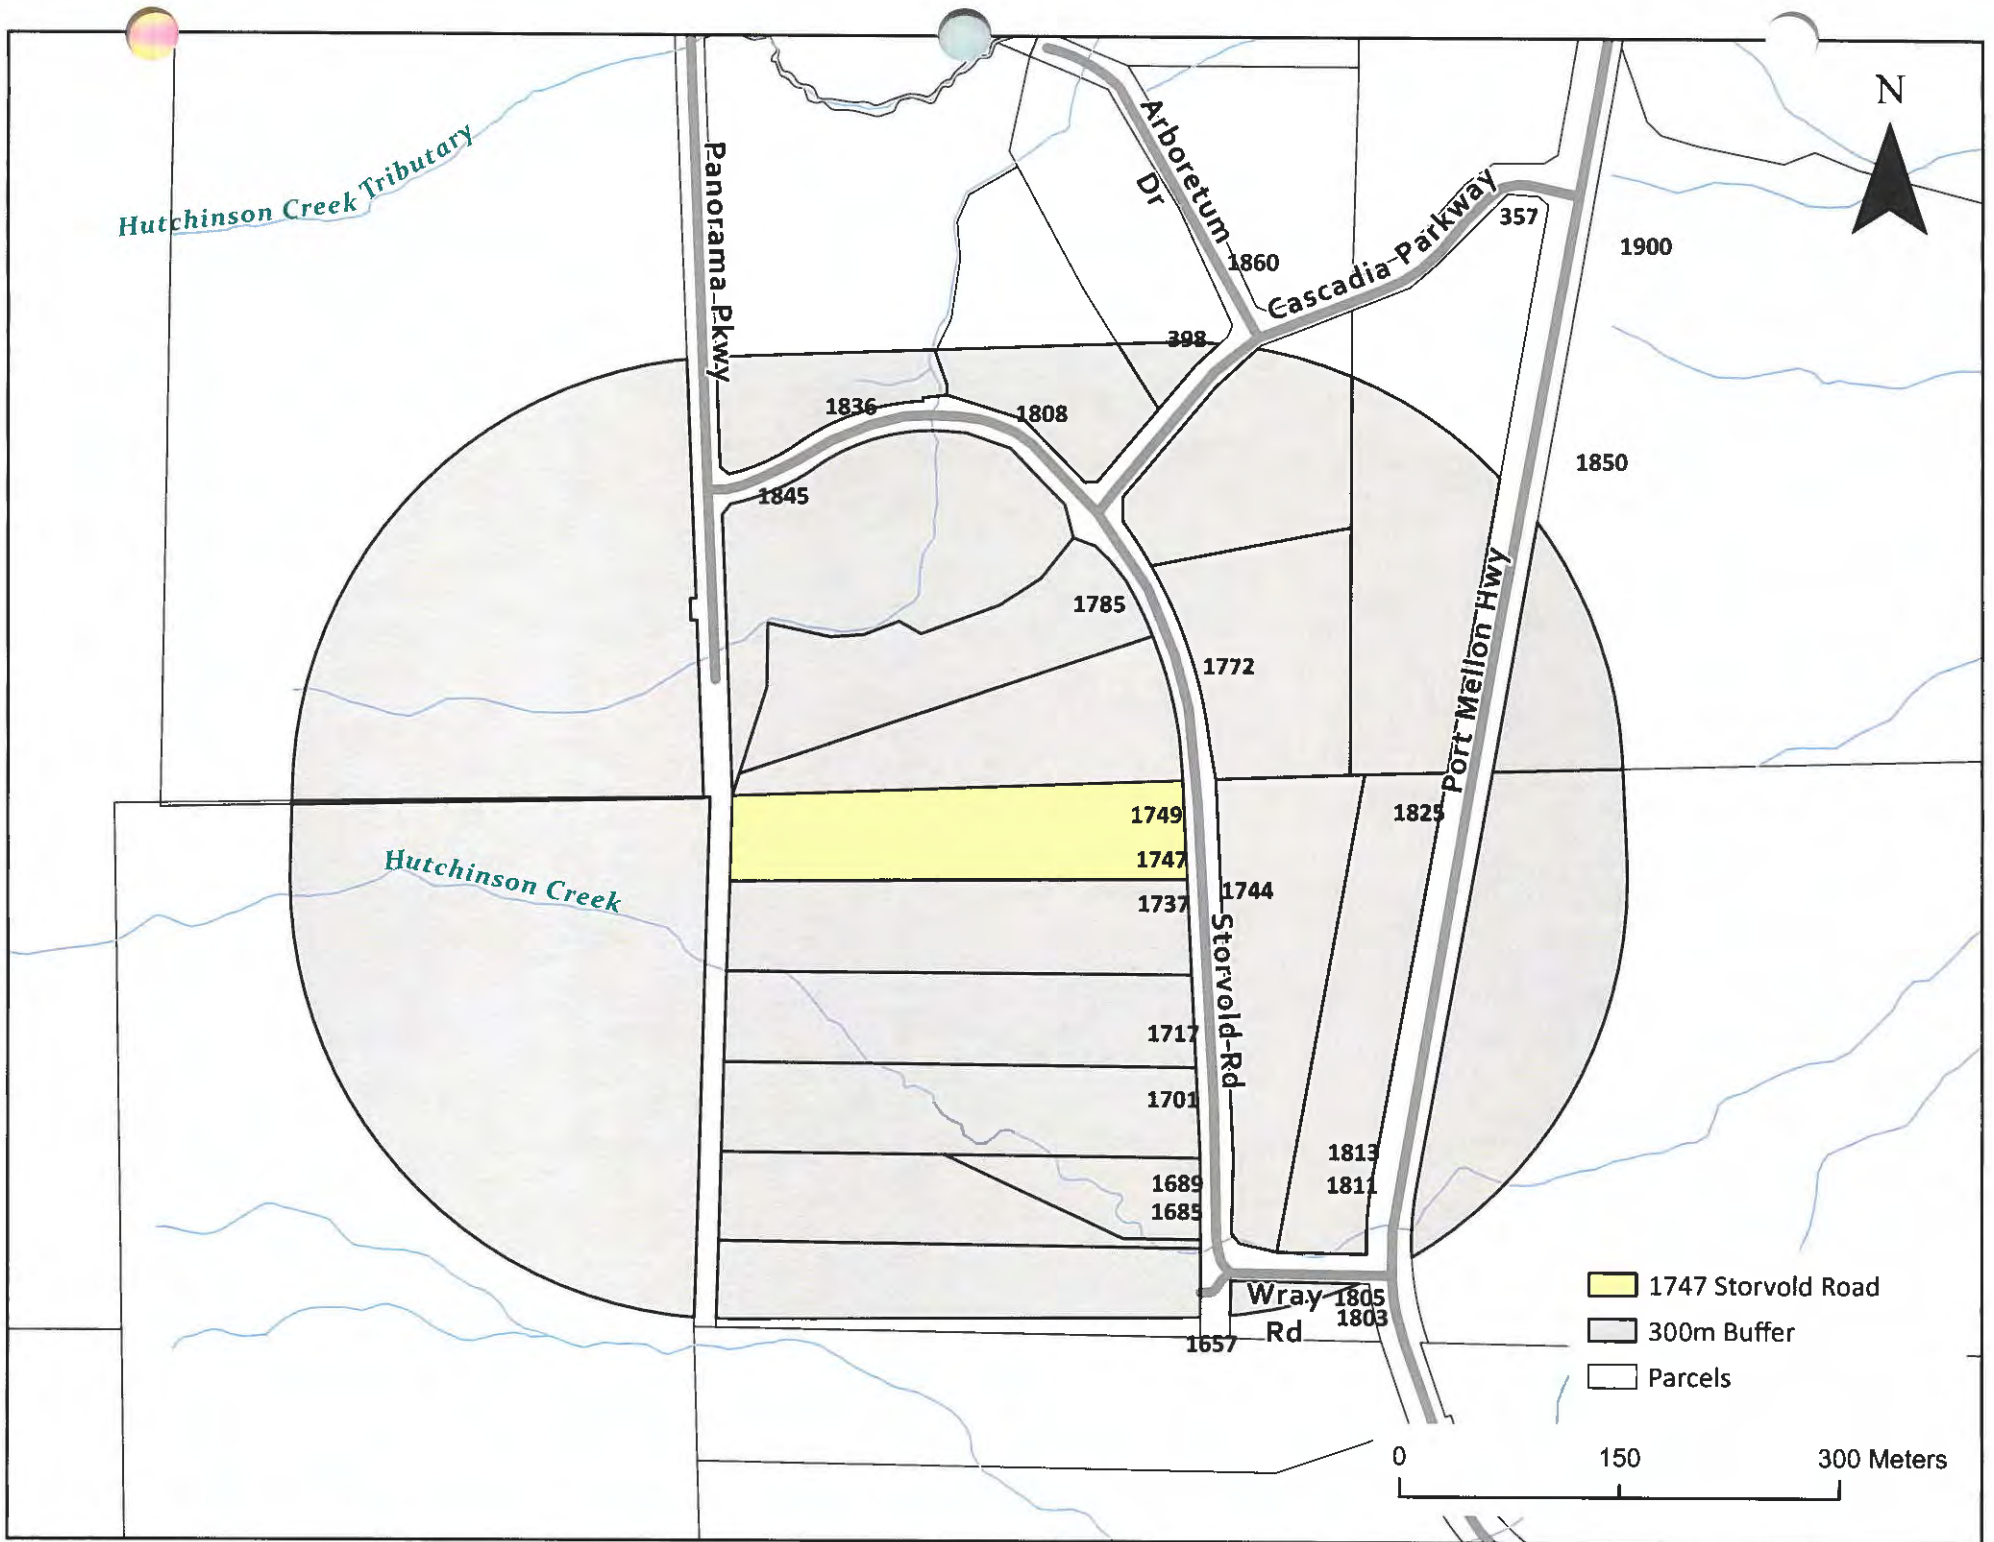 N
Hutchinson Creek Tributary
Panorama Pkwy
Arboretum
Dr
Cascadia Parkway
357
1900
1860
398
1836
1808
1850
1845
1785
1772
Port Mellon Hwy
1749
1825
1747
Hutchinson Creek
1744
1737
Storvold Rd
1717
1701
1813
1689
1811
1685
Wray
Rd
1805
1803
1657
1747 Storvold Road
300m Buffer
Parcels
0 150 300 Meters